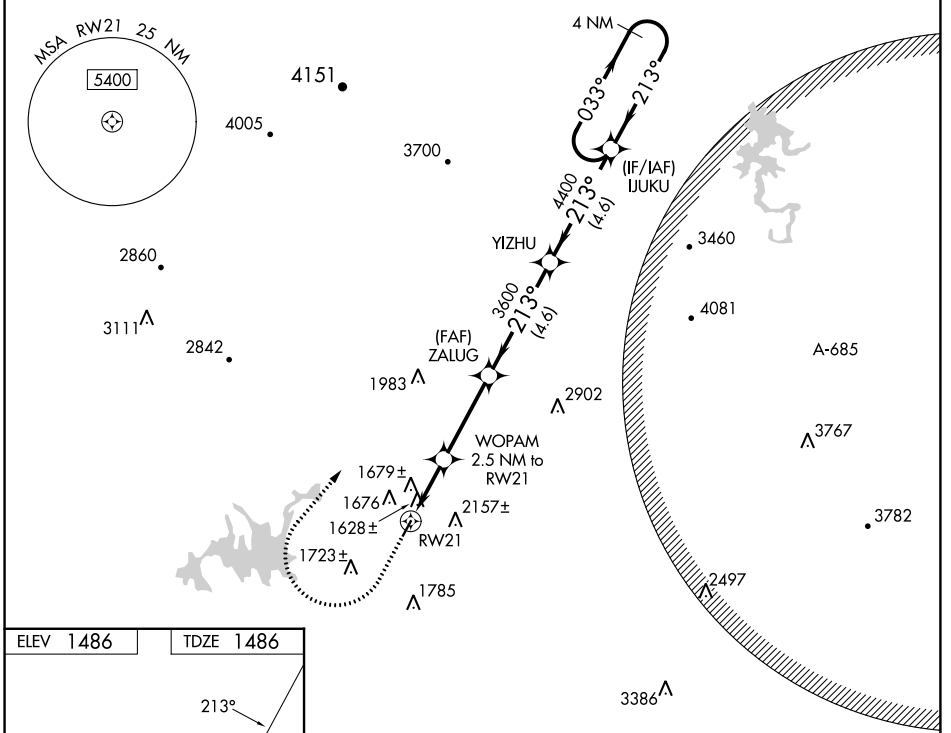 MSA RW21 25 NM
5400
4151
4005
3700
4 NM
033°
213°
(IF/IAF)
IJUKU
4400
213°
(4.6)
YIZHU
3460
2860
3111
2842
3600
213°
(4.6)
4081
(FAF)
ZALUG
A-685
1983
2902
3767
WOPAM
2.5 NM to
RW21
1679±
1676
1628±
2157±
3782
RW21
1723±
1785
2497
ELEV 1486
TDZE 1486
213°
3386